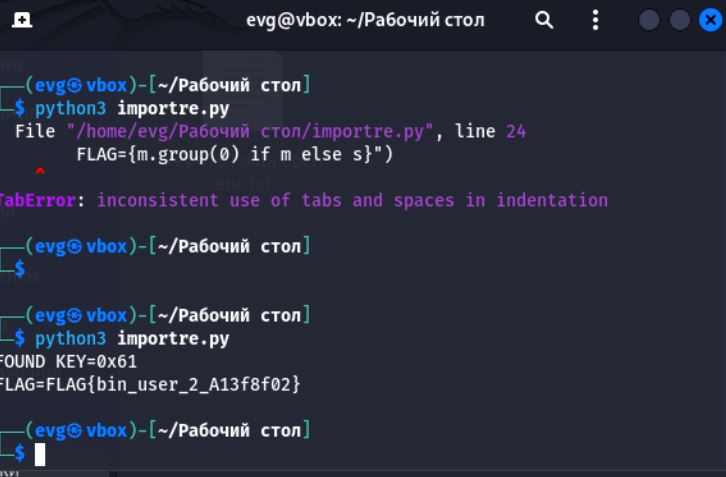 evg@vbox: ~/Рабочий стол
(evg㉿vbox)-[~/Рабочий стол]
$ python3 importre.py
File "/home/evg/Рабочий стол/importre.py", line 24
FLAG={m.group(0) if m else s}")
^
TabError: inconsistent use of tabs and spaces in indentation
(evg㉿vbox)-[~/Рабочий стол]
$
(evg㉿vbox)-[~/Рабочий стол]
$ python3 importre.py
FOUND KEY=0x61
FLAG=FLAG{bin_user_2_A13f8f02}
(evg㉿vbox)-[~/Рабочий стол]
$
enc.txt